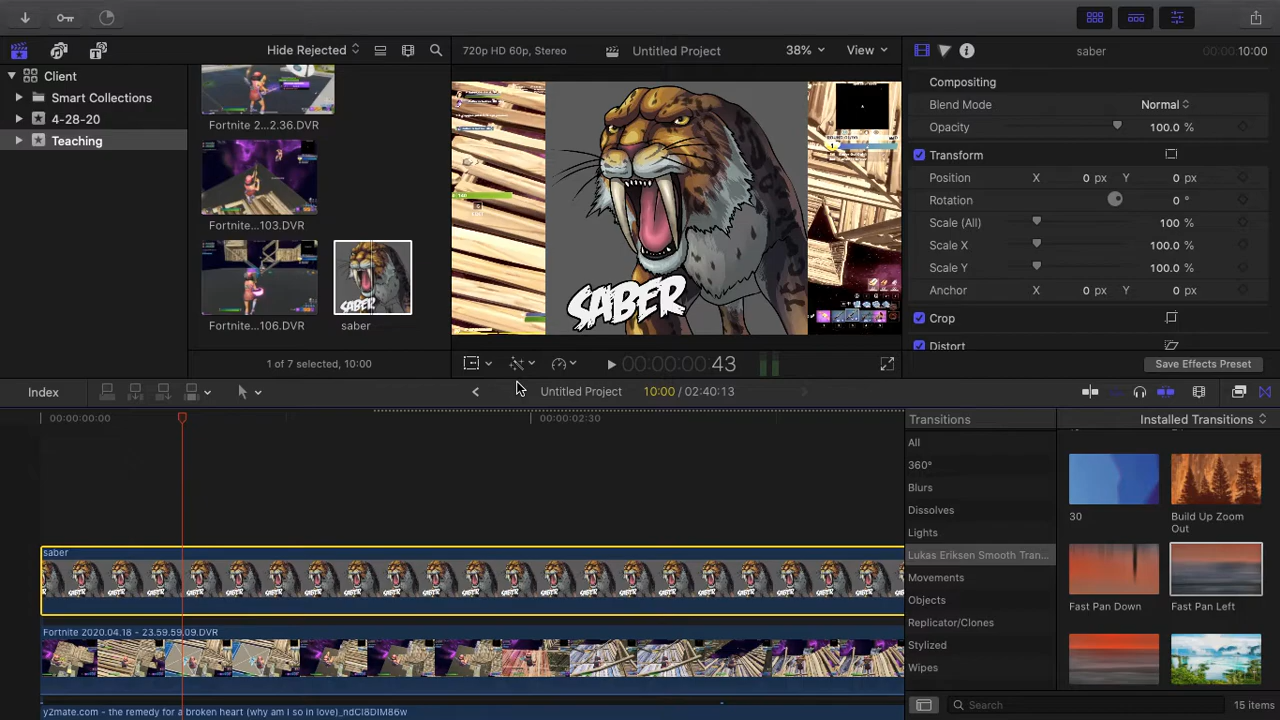 Hide Rejected
720p HD 60p, Stereo
Untitled Project
38%
View
saber
00:00:00 10:00
Client
Smart Collections
4-28-20
Teaching
Fortnite 2...2.36.DVR
Fortnite...103.DVR
Fortnite...106.DVR
saber
SABER
SABER
Compositing
Blend Mode
Normal
Opacity
100.0 %
Transform
Position X 0 px Y 0 px
Rotation 0 °
Scale (All) 100 %
Scale X 100.0 %
Scale Y 100.0 %
Anchor X 0 px Y 0 px
Crop
Distort
1 of 7 selected, 10:00
00:00:00:43
Save Effects Preset
Index
Untitled Project
10:00 / 02:40:13
00:00:00:00
00:00:02:30
Transitions
Installed Transitions
All
360°
Blurs
Dissolves
Lights
Lukas Eriksen Smooth Tran...
Movements
Objects
Replicator/Clones
Stylized
Wipes
30
Build Up Zoom Out
Fast Pan Down
Fast Pan Left
Search
15 items
saber
Fortnite 2020.04.18 - 23.59.59.09.DVR
y2mate.com - the remedy for a broken heart (why am I so in love)_ndCI8DIM86w